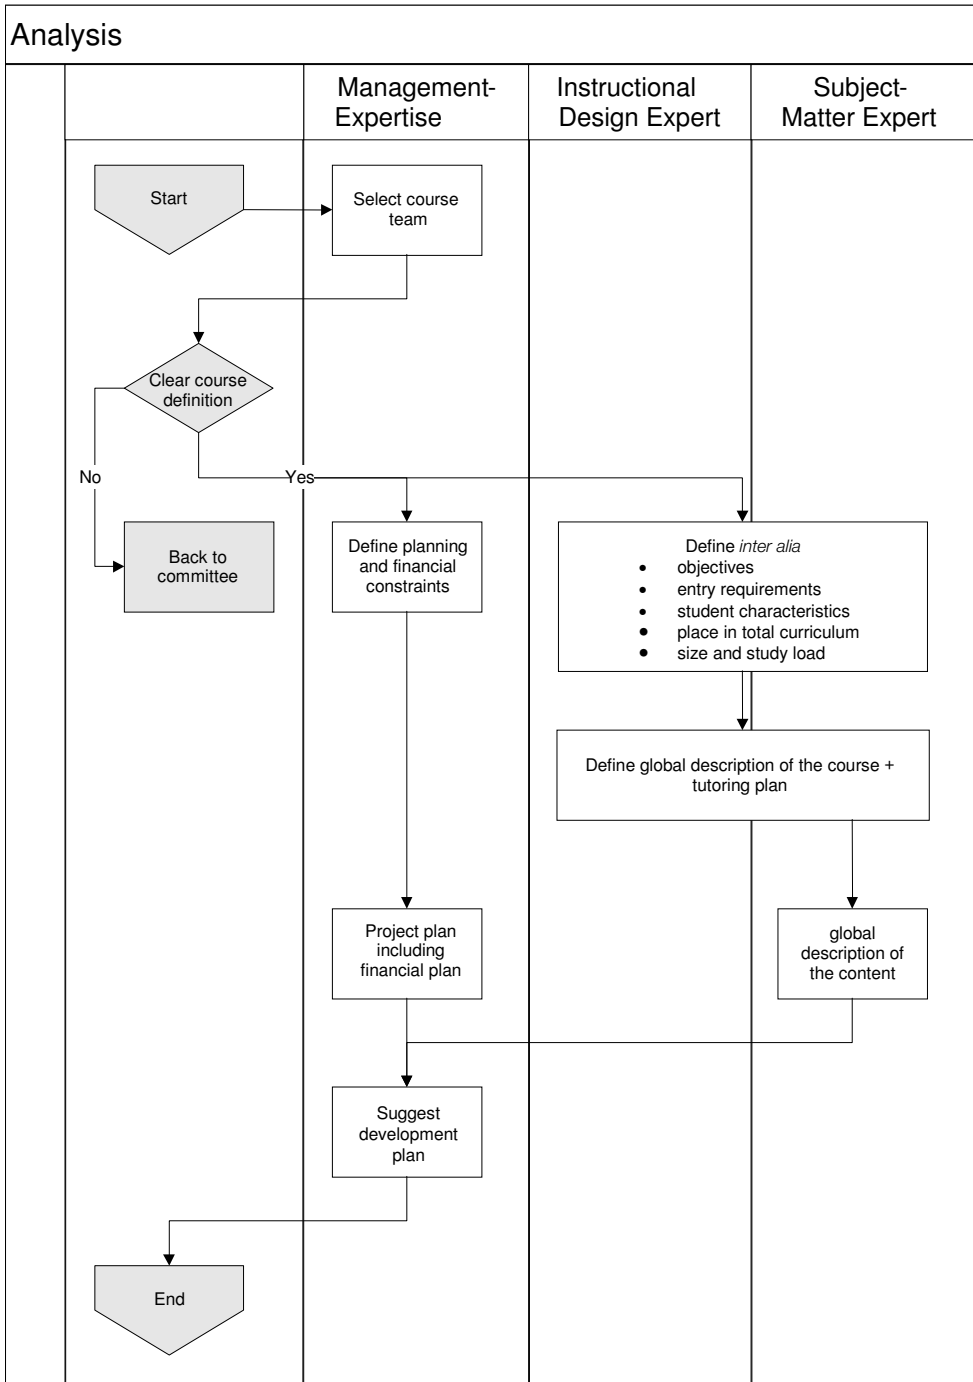 Analysis
Management-
Expertise
Instructional
Design Expert
Subject-
Matter Expert
Start
Select course
team
Clear course
definition
No
Yes
Back to
committee
Define planning
and financial
constraints
Define inter alia
• objectives
• entry requirements
• student characteristics
• place in total curriculum
• size and study load
Define global description of the course +
tutoring plan
Project plan
including
financial plan
global
description of
the content
Suggest
development
plan
End